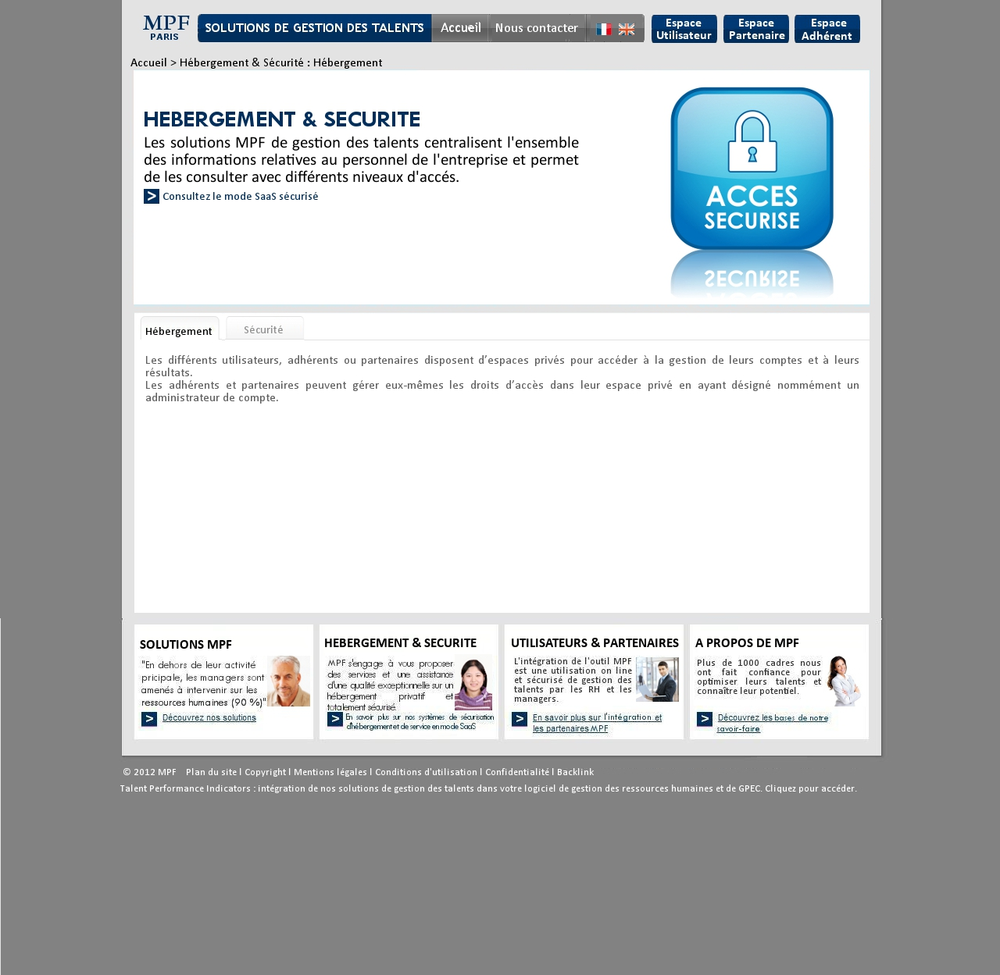 MPF
PARIS
SOLUTIONS DE GESTION DES TALENTS
Accueil
Nous contacter
Espace
Utilisateur
Espace
Partenaire
Espace
Adhérent
Accueil > Hébergement & Sécurité : Hébergement
HEBERGEMENT & SECURITE
Les solutions MPF de gestion des talents centralisent l'ensemble
des informations relatives au personnel de l'entreprise et permet
de les consulter avec différents niveaux d'accés.
> Consultez le mode SaaS sécurisé
ACCES
SECURISE
Hébergement
Sécurité
Les différents utilisateurs, adhérents ou partenaires disposent d’espaces privés pour accéder à la gestion de leurs comptes et à leurs
résultats.
Les adhérents et partenaires peuvent gérer eux-mêmes les droits d’accès dans leur espace privé en ayant désigné nommément un
administrateur de compte.
SOLUTIONS MPF
"En dehors de leur activité
pricipale, les managers sont
amenés à intervenir sur les
ressources humaines (90 %)"
> Découvrez nos solutions
HEBERGEMENT & SECURITE
MPF s'engage à vous proposer
des services et une assistance
d'une qualité exceptionnelle sur un
hébergement privatif et
totalement sécurisé.
> En savoir plus sur nos systèmes de sécurisation
d'hébergement et de service en mode SaaS
UTILISATEURS & PARTENAIRES
L'intégration de l'outil MPF
est une utilisation on line
et sécurisé de gestion des
talents par les RH et les
managers.
> En savoir plus sur l'intégration et
les partenaires MPF
A PROPOS DE MPF
Plus de 1000 cadres nous
ont fait confiance pour
optimiser leurs talents et
connaître leur potentiel.
> Découvrez les bases de notre
savoir-faire
© 2012 MPF Plan du site l Copyright l Mentions légales l Conditions d'utilisation l Confidentialité l Backlink
Talent Performance Indicators : intégration de nos solutions de gestion des talents dans votre logiciel de gestion des ressources humaines et de GPEC. Cliquez pour accéder.